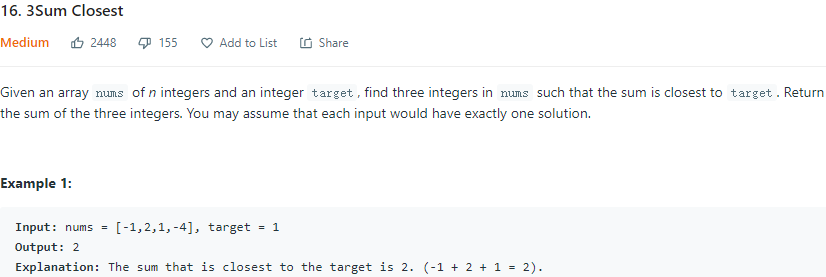 16. 3Sum Closest
Medium 2448 155 Add to List Share
Given an array nums of n integers and an integer target, find three integers in nums such that the sum is closest to target. Return
the sum of the three integers. You may assume that each input would have exactly one solution.
Example 1:
Input: nums = [-1,2,1,-4], target = 1
Output: 2
Explanation: The sum that is closest to the target is 2. (-1 + 2 + 1 = 2).